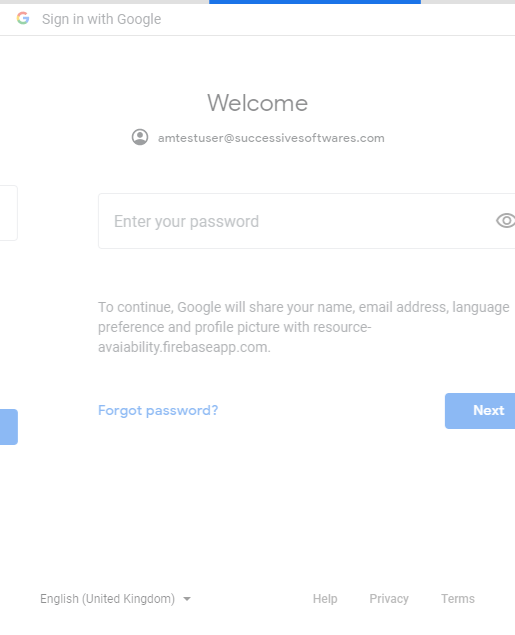 Sign in with Google
Welcome
amtestuser@successivesoftwares.com
Enter your password
To continue, Google will share your name, email address, language
preference and profile picture with resource-
avaiability.firebaseapp.com.
Forgot password?
Next
English (United Kingdom)
Help
Privacy
Terms